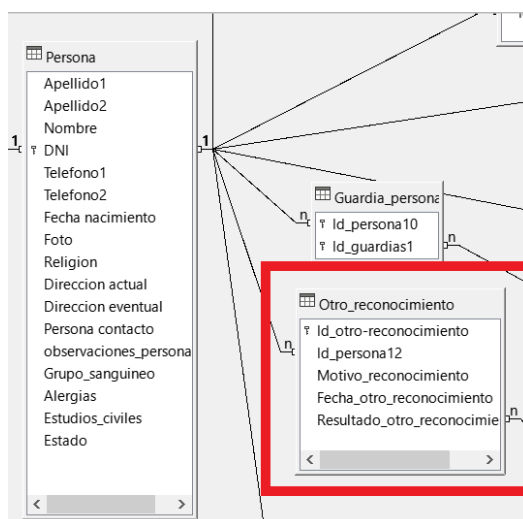 Persona
Apellido1
Apellido2
Nombre
DNI
Telefono1
Telefono2
Fecha nacimiento
Foto
Religion
Direccion actual
Direccion eventual
Persona contacto
observaciones_persona
Grupo_sanguineo
Alergias
Estudios_civiles
Estado
1
1
Guardia_persona
Id_persona10
Id_guardias1
n
n
Otro_reconocimiento
Id_otro-reconocimiento
Id_persona12
Motivo_reconocimiento
Fecha_otro_reconocimiento
Resultado_otro_reconocimie
n
n